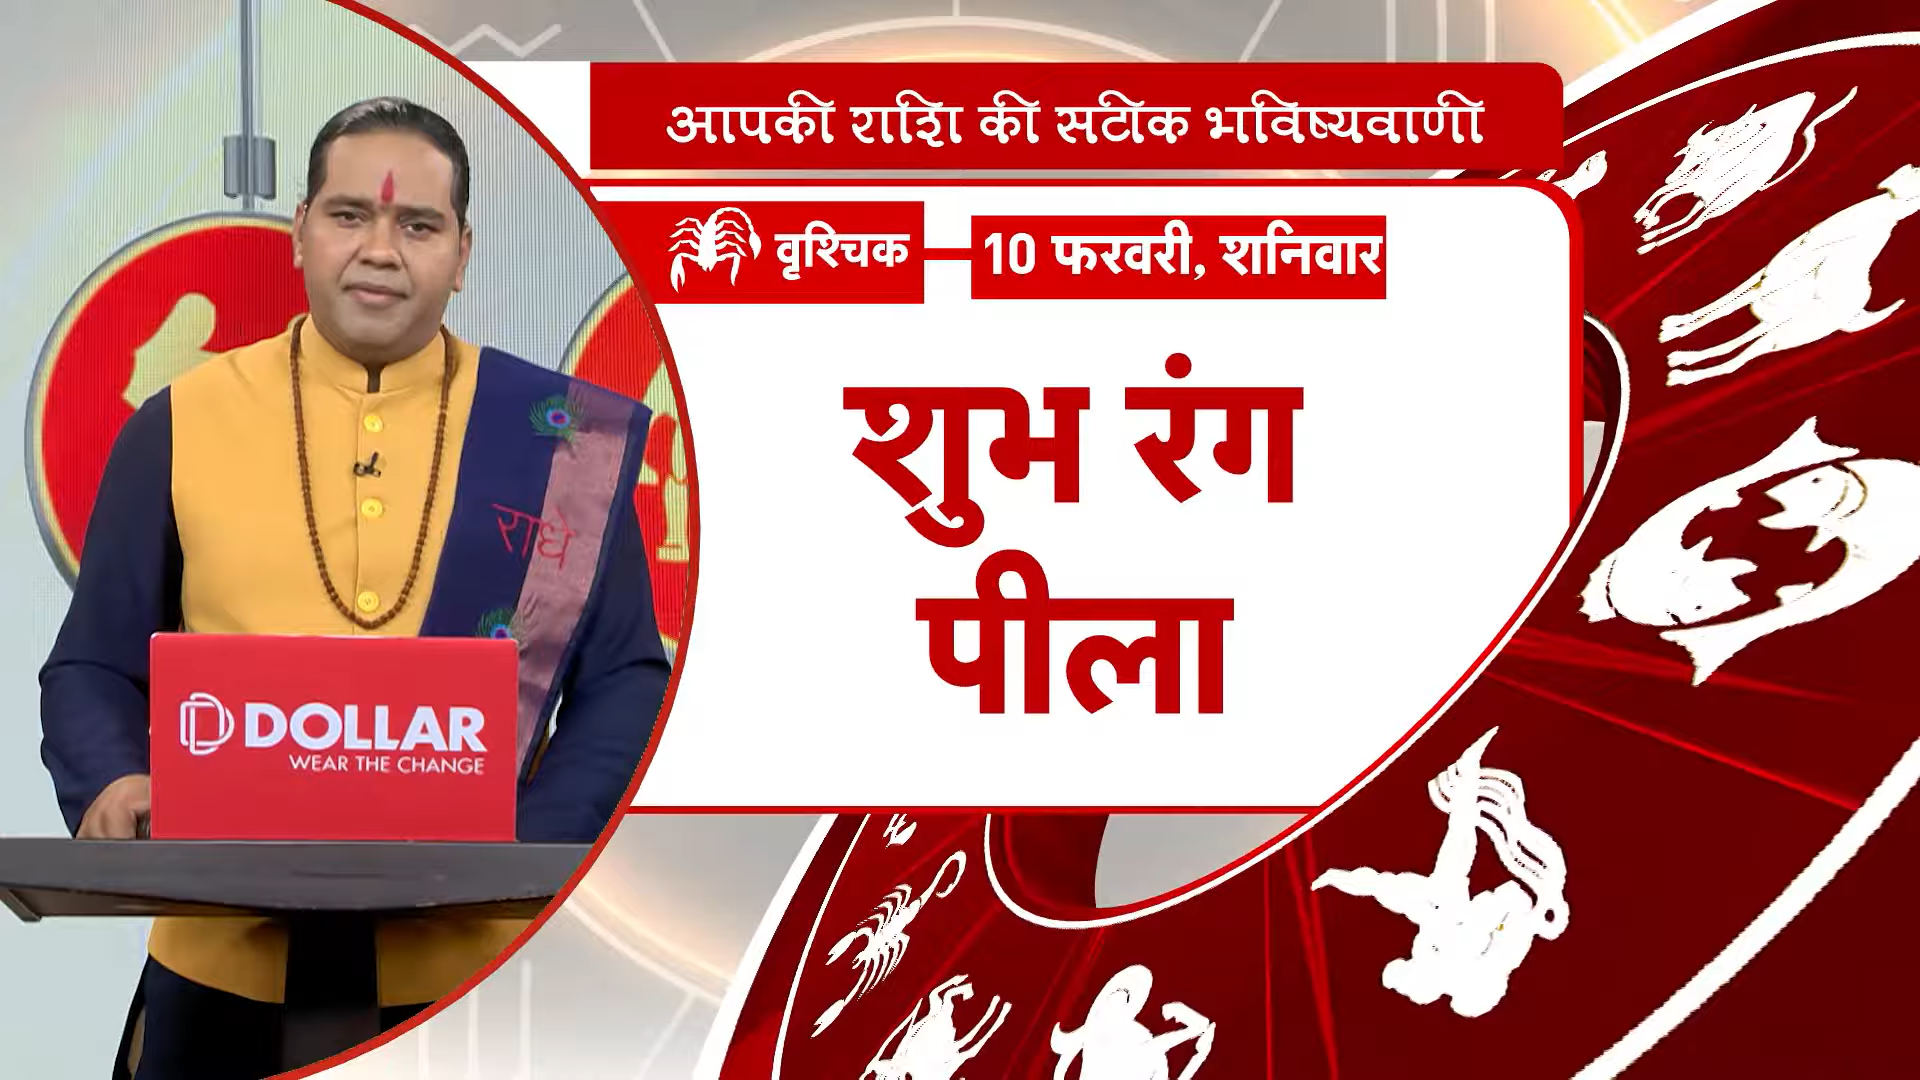 आपकी राशि की सटीक भविष्यवाणी
वृश्चिक
10 फरवरी, शनिवार
शुभ रंग
पीला
राधे
DOLLAR
WEAR THE CHANGE